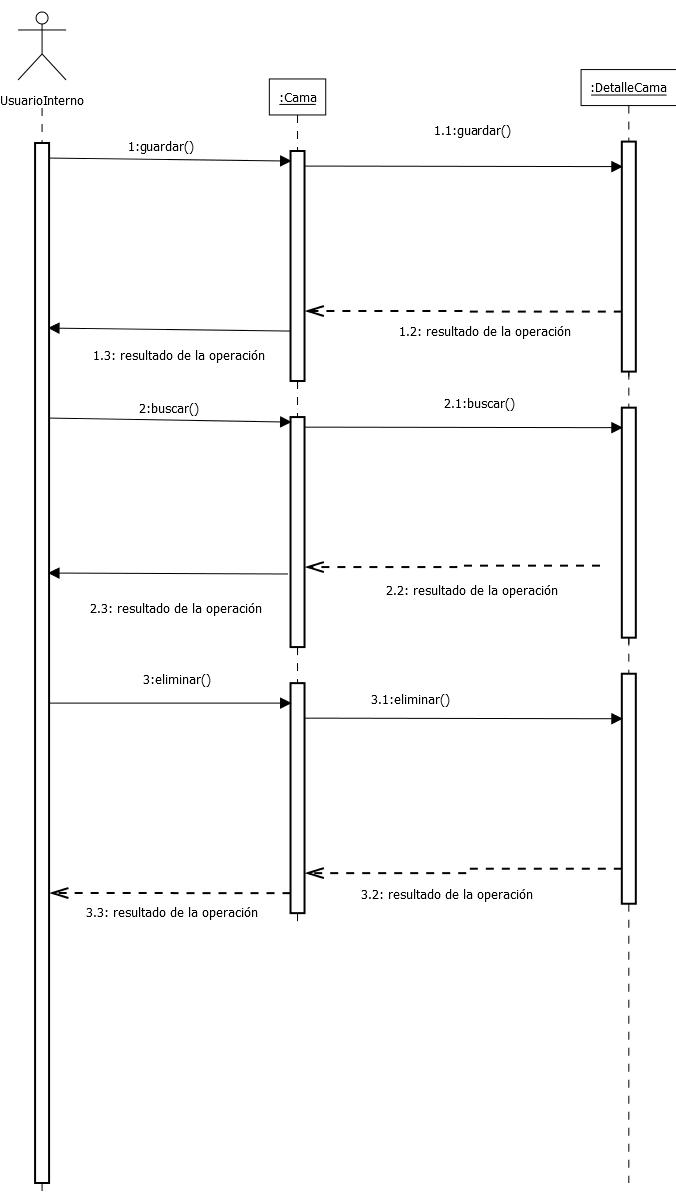 UsuarioInterno
:Cama
:DetalleCama
1:guardar()
1.1:guardar()
1.2: resultado de la operación
1.3: resultado de la operación
2:buscar()
2.1:buscar()
2.2: resultado de la operación
2.3: resultado de la operación
3:eliminar()
3.1:eliminar()
3.2: resultado de la operación
3.3: resultado de la operación